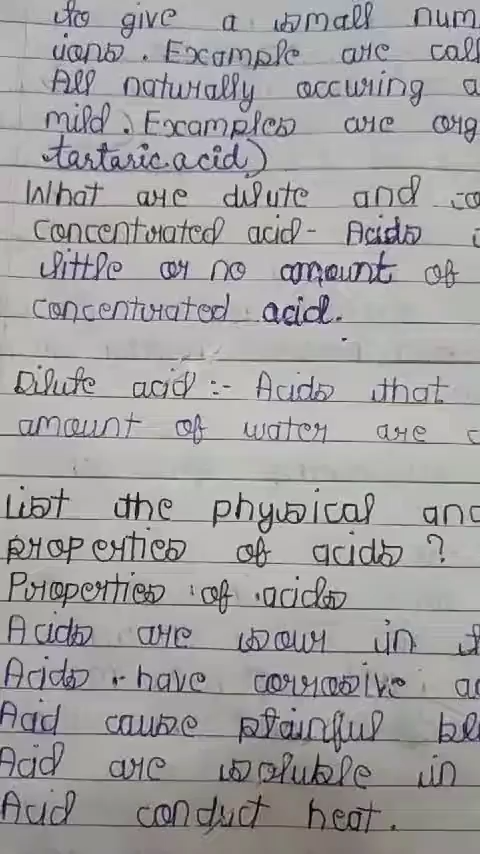 to give a small num
ions. Example are call
All naturally occuring a
mild. Examples are org
tartaric acid)
What are dilute and co
concentrated acid- Acids
little or no amount of
concentrated acid.
Dilute acid :- Acids that
amount of water are c
List the physical and
properties of acids?
Properties of acids
Acids are sour in t
Acids have corrosive ac
Acid cause painful bl
Acid are soluble in
Acid conduct heat.